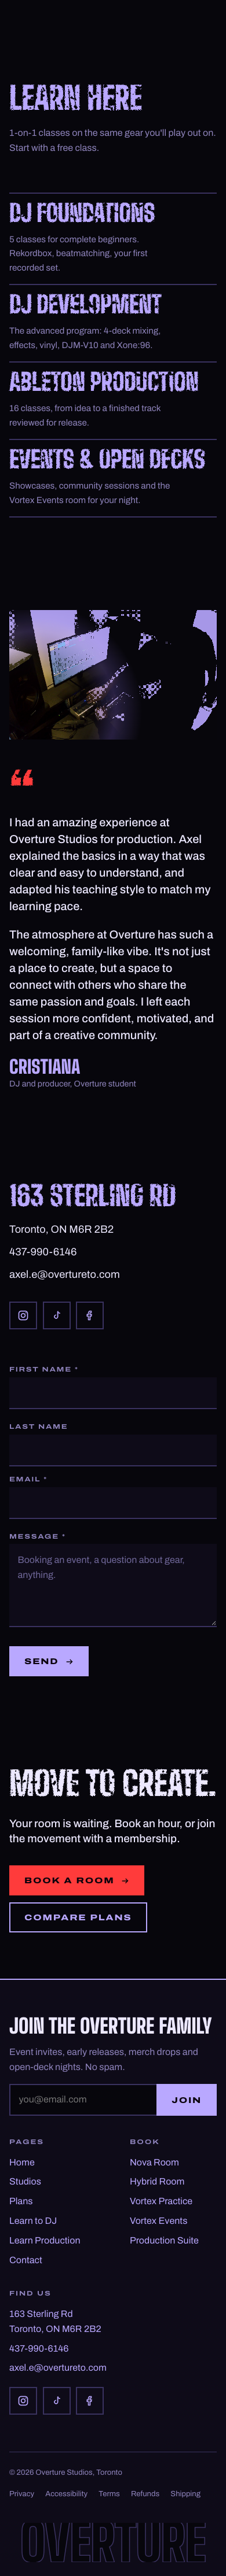 LEARN HERE
1-on-1 classes on the same gear you'll play out on.
Start with a free class.
DJ FOUNDATIONS
5 classes for complete beginners.
Rekordbox, beatmatching, your first
recorded set.
DJ DEVELOPMENT
The advanced program: 4-deck mixing,
effects, vinyl, DJM-V10 and Xone:96.
ABLETON PRODUCTION
16 classes, from idea to a finished track
reviewed for release.
EVENTS & OPEN DECKS
Showcases, community sessions and the
Vortex Events room for your night.
“
I had an amazing experience at
Overture Studios for production. Axel
explained the basics in a way that was
clear and easy to understand, and
adapted his teaching style to match my
learning pace.
The atmosphere at Overture has such a
welcoming, family-like vibe. It's not just
a place to create, but a space to
connect with others who share the
same passion and goals. I left each
session more confident, motivated, and
part of a creative community.
CRISTIANA
DJ and producer, Overture student
163 STERLING RD
Toronto, ON M6R 2B2
437-990-6146
axel.e@overtureto.com
FIRST NAME *
LAST NAME
EMAIL *
MESSAGE *
Booking an event, a question about gear,
anything.
SEND →
MOVE TO CREATE.
Your room is waiting. Book an hour, or join
the movement with a membership.
BOOK A ROOM →
COMPARE PLANS
JOIN THE OVERTURE FAMILY
Event invites, early releases, merch drops and
open-deck nights. No spam.
you@email.com JOIN
PAGES
Home
Studios
Plans
Learn to DJ
Learn Production
Contact
BOOK
Nova Room
Hybrid Room
Vortex Practice
Vortex Events
Production Suite
FIND US
163 Sterling Rd
Toronto, ON M6R 2B2
437-990-6146
axel.e@overtureto.com
© 2026 Overture Studios, Toronto
Privacy Accessibility Terms Refunds Shipping
OVERTURE